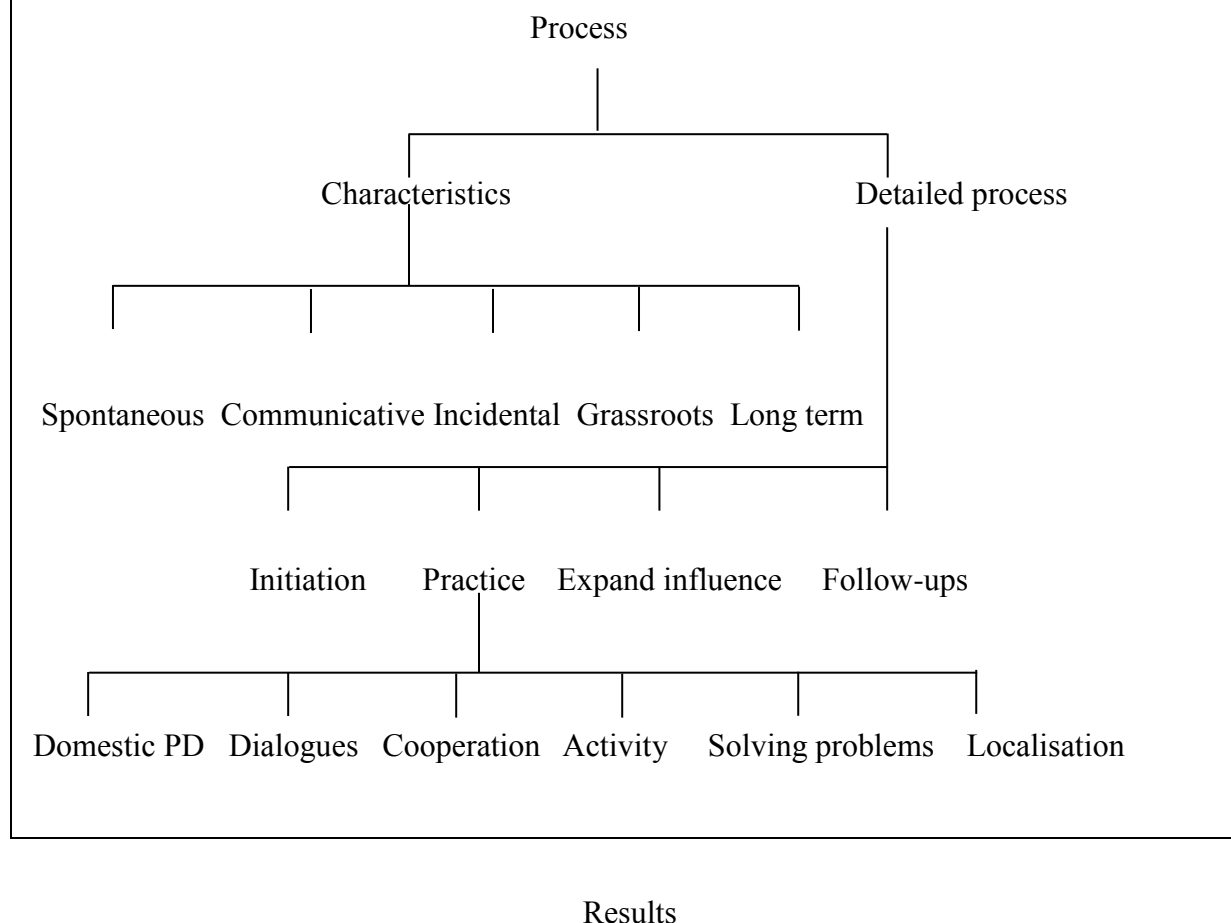 Process
Characteristics Detailed process
Spontaneous Communicative Incidental Grassroots Long term
Initiation Practice Expand influence Follow-ups
Domestic PD Dialogues Cooperation Activity Solving problems Localisation
Results